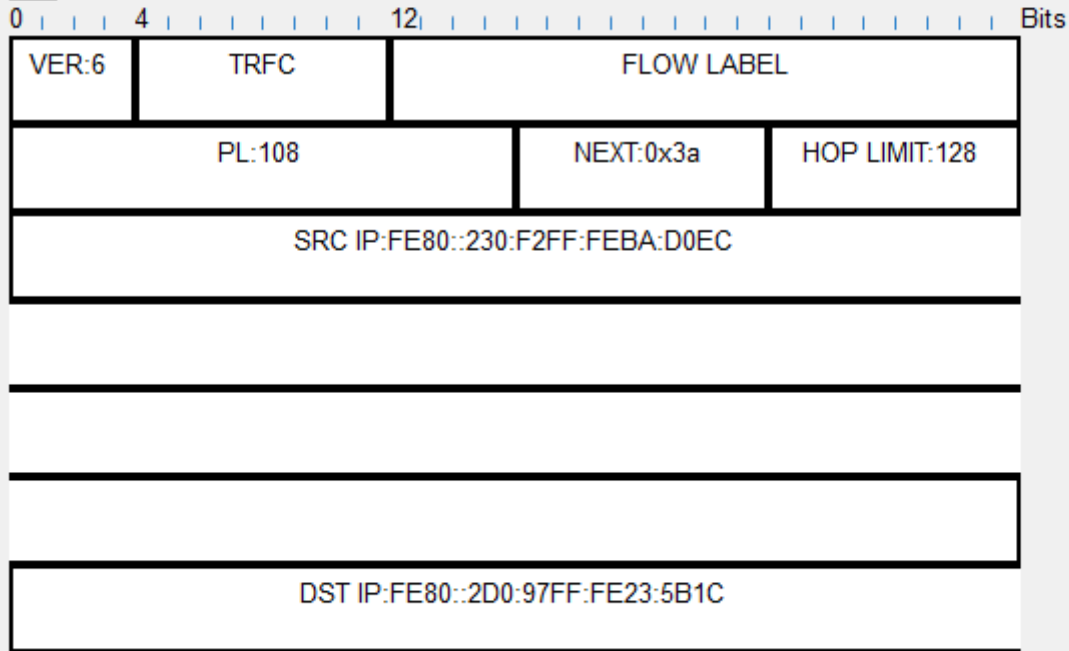 0 4 12 Bits
VER:6 TRFC FLOW LABEL
PL:108 NEXT:0x3a HOP LIMIT:128
SRC IP:FE80::230:F2FF:FEBA:D0EC
DST IP:FE80::2D0:97FF:FE23:5B1C